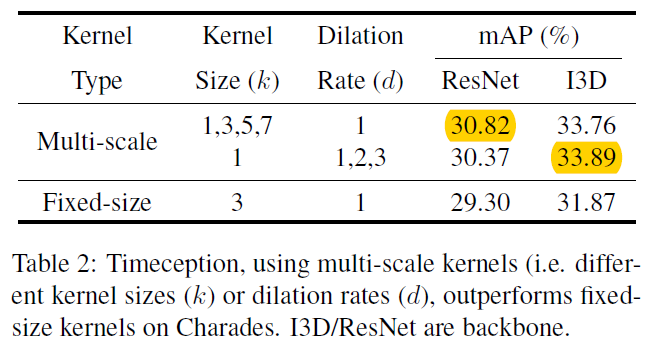 Kernel Kernel Dilation mAP (%)
Type Size (k) Rate (d) ResNet I3D
Multi-scale 1,3,5,7 1 30.82 33.76
1 1,2,3 30.37 33.89
Fixed-size 3 1 29.30 31.87
Table 2: Timeception, using multi-scale kernels (i.e. differ-
ent kernel sizes (k) or dilation rates (d), outperforms fixed-
size kernels on Charades. I3D/ResNet are backbone.